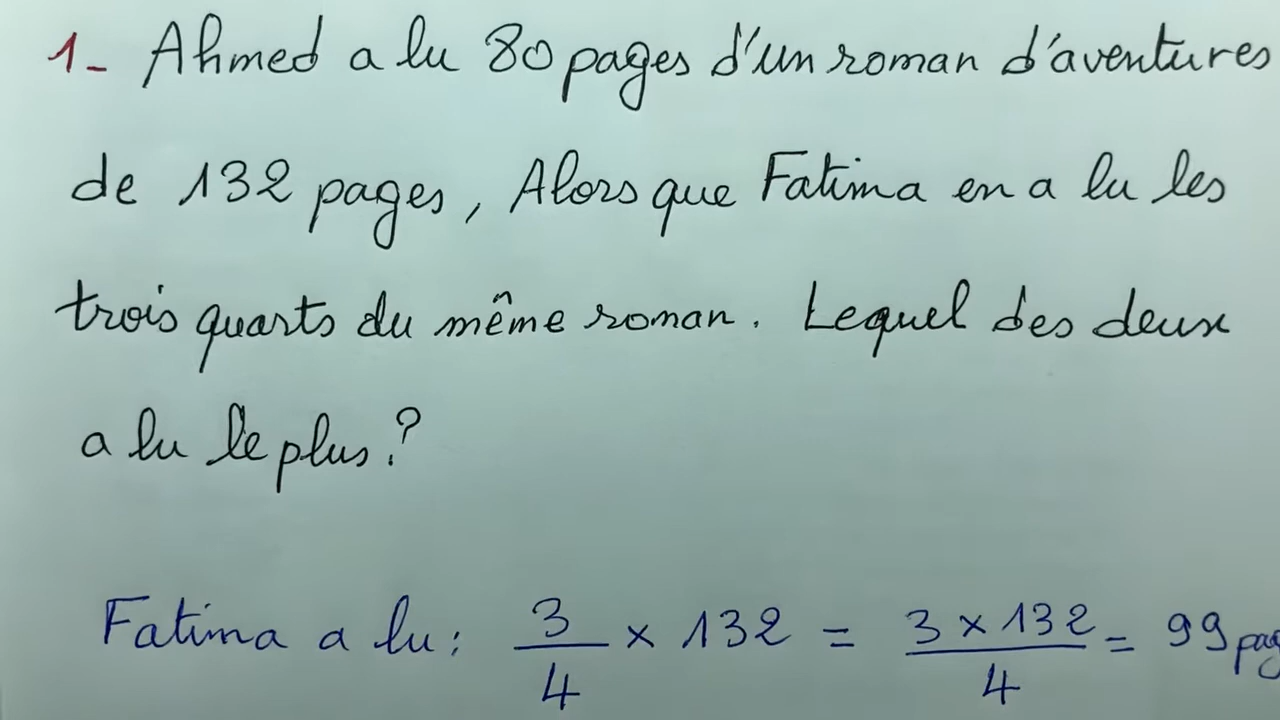 1- Ahmed a lu 80 pages d'un roman d'aventures
de 132 pages, Alors que Fatima en a lu les
trois quarts du même roman. Lequel des deux
a lu le plus ?
Fatima a lu : 3/4 × 132 = 3 × 132/4 = 99 pag